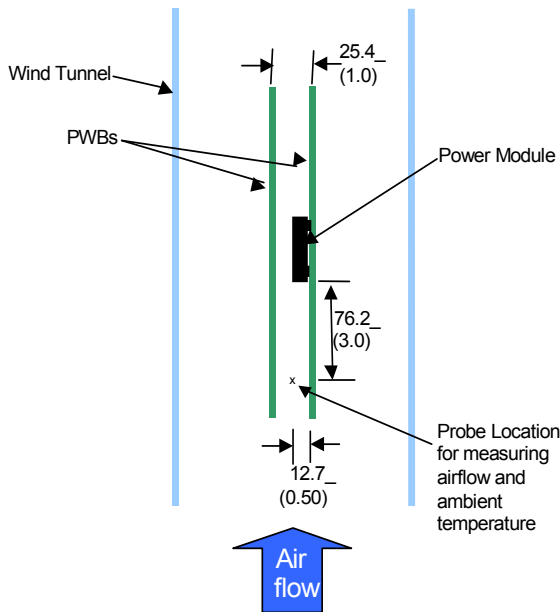 25.4_
(1.0)
Wind Tunnel
PWBs
Power Module
76.2_
(3.0)
x
Probe Location
for measuring
airflow and
ambient
temperature
12.7_
(0.50)
Air
flow